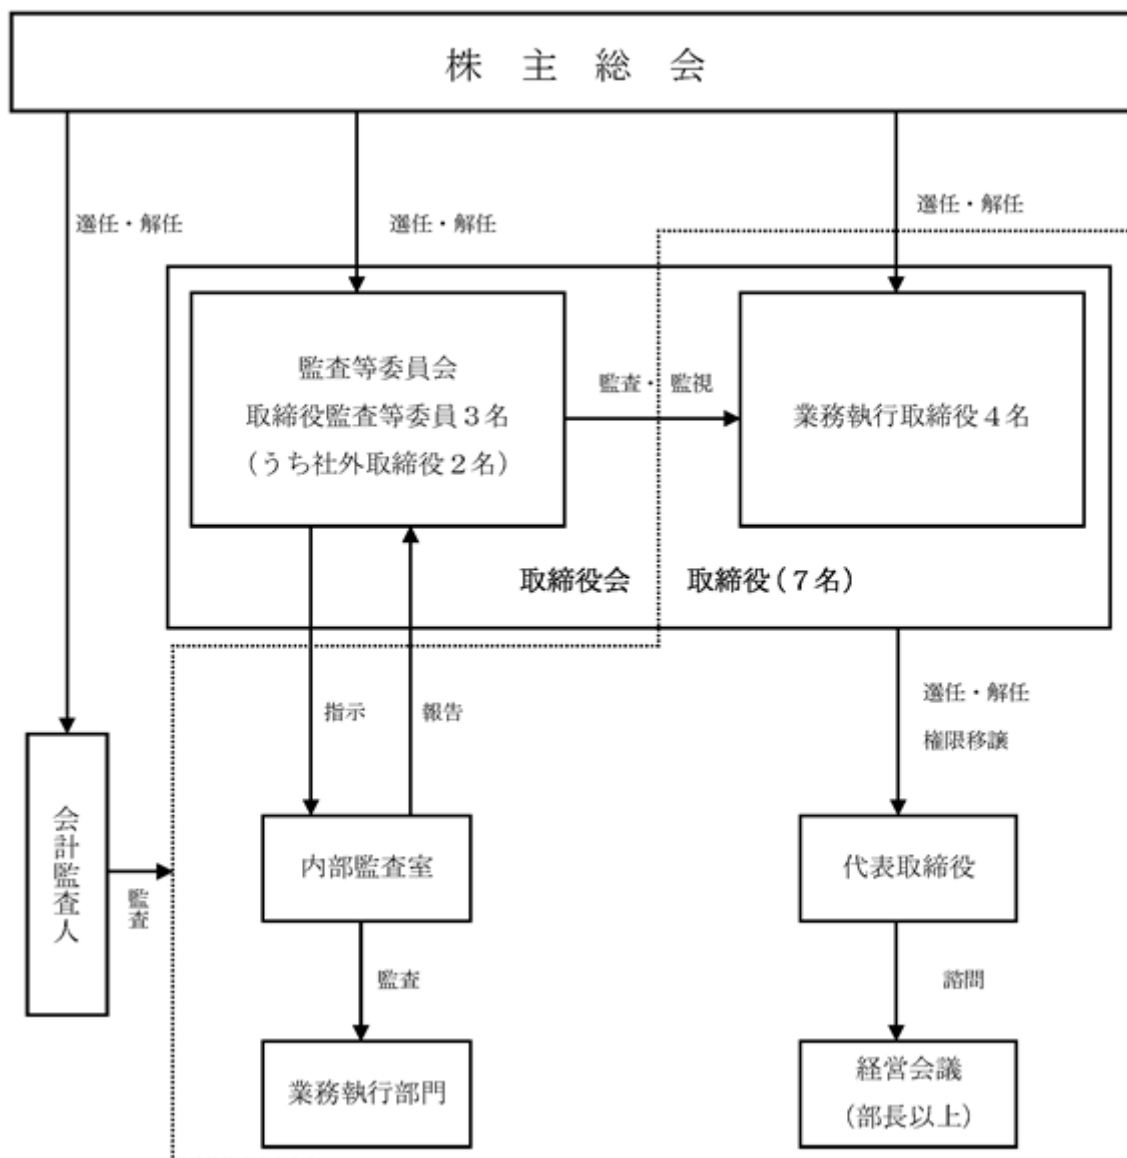 株 主 総 会
選任・解任
選任・解任
選任・解任
監査等委員会
取締役監査等委員3名
(うち社外取締役2名)
監査・監視
業務執行取締役4名
取締役会
取締役(7名)
指示
報告
選任・解任
権限移譲
会計監査人
監査
内部監査室
代表取締役
監査
諮問
業務執行部門
経営会議
(部長以上)